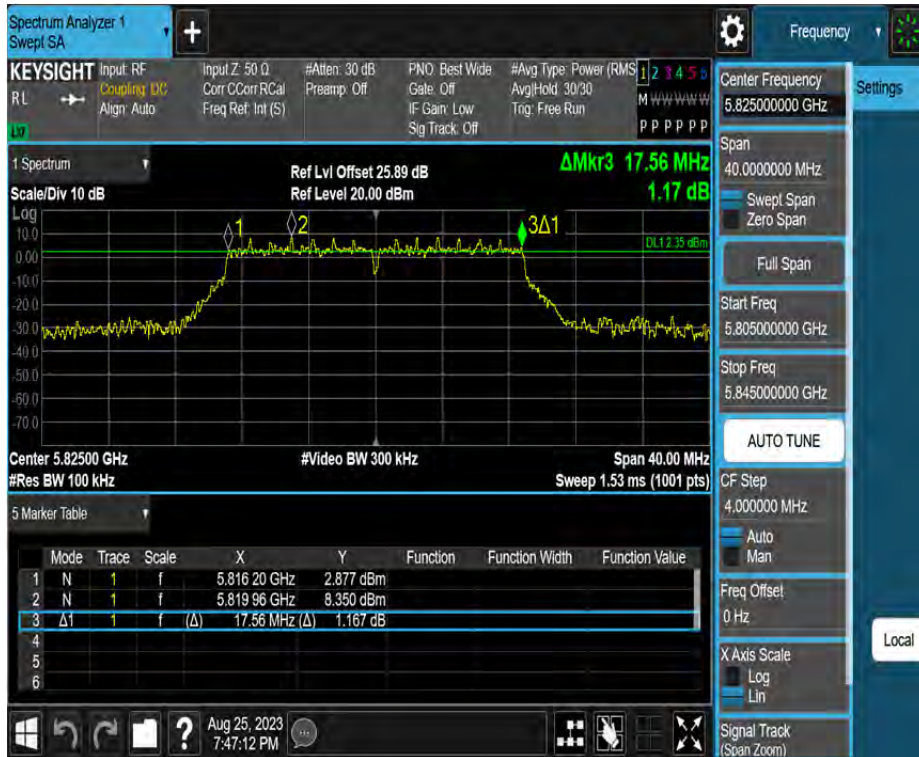 Spectrum Analyzer 1
Swept SA
+
Frequency
KEYSIGHT
RL
LXI
Input: RF
Coupling: DC
Align: Auto
Input Z: 50 Ω
Corr CCorr RCal
Freq Ref: Int (S)
#Atten: 30 dB
Preamp: Off
PNO: Best Wide
Gate: Off
IF Gain: Low
Sig Track: Off
#Avg Type: Power (RMS
Avg|Hold: 30/30
Trig: Free Run
1 2 3 4 5 6
M W W W W W
P P P P P P
Center Frequency
5.825000000 GHz
Settings
Span
40.0000000 MHz
Swept Span
Zero Span
Full Span
Start Freq
5.805000000 GHz
Stop Freq
5.845000000 GHz
AUTO TUNE
CF Step
4.000000 MHz
Auto
Man
Freq Offset
0 Hz
X Axis Scale
Log
Lin
Signal Track
(Span Zoom)
Local
1 Spectrum
Scale/Div 10 dB
Ref Lvl Offset 25.89 dB
Ref Level 20.00 dBm
ΔMkr3 17.56 MHz
1.17 dB
Log
10.0
0.00
-10.0
-20.0
-30.0
-40.0
-50.0
-60.0
-70.0
1
2
3Δ1
DL1 2.35 dBm
Center 5.82500 GHz
#Video BW 300 kHz
Span 40.00 MHz
#Res BW 100 kHz
Sweep 1.53 ms (1001 pts)
5 Marker Table
Mode Trace Scale X Y Function Function Width Function Value
1 N 1 f 5.816 20 GHz 2.877 dBm
2 N 1 f 5.819 96 GHz 8.350 dBm
3 Δ1 1 f (Δ) 17.56 MHz (Δ) 1.167 dB
4
5
6
?
Aug 25, 2023
7:47:12 PM